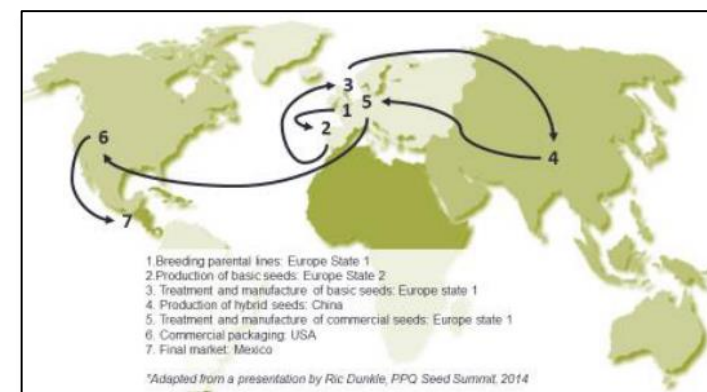 3
1
5
2
6
4
7
1.Breeding parental lines: Europe State 1
2.Production of basic seeds: Europe State 2
3. Treatment and manufacture of basic seeds: Europe state 1
4. Production of hybrid seeds: China
5. Treatment and manufacture of commercial seeds: Europe state 1
6. Commercial packaging: USA
7. Final market: Mexico
*Adapted from a presentation by Ric Dunkle, PPQ Seed Summit, 2014